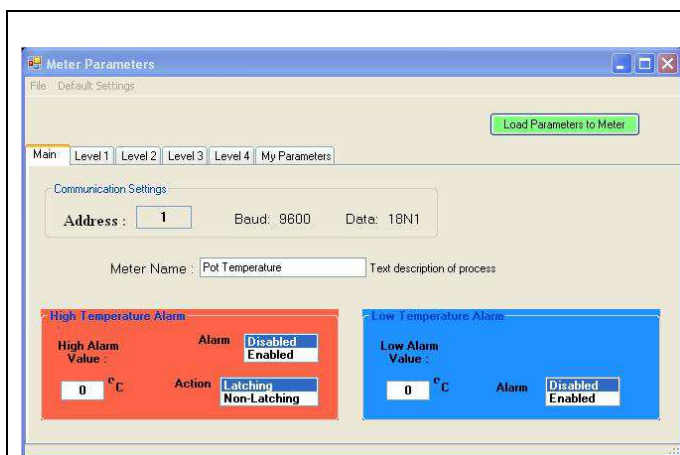 Meter Parameters
File Default Settings
Load Parameters to Meter
Main Level 1 Level 2 Level 3 Level 4 My Parameters
Communication Settings
Address : 1 Baud: 9600 Data: 18N1
Meter Name : Pot Temperature Text description of process
High Temperature Alarm
High Alarm Value :
0 °C
Alarm
Disabled
Enabled
Action
Latching
Non-Latching
Low Temperature Alarm
Low Alarm Value :
0 °C
Alarm
Disabled
Enabled